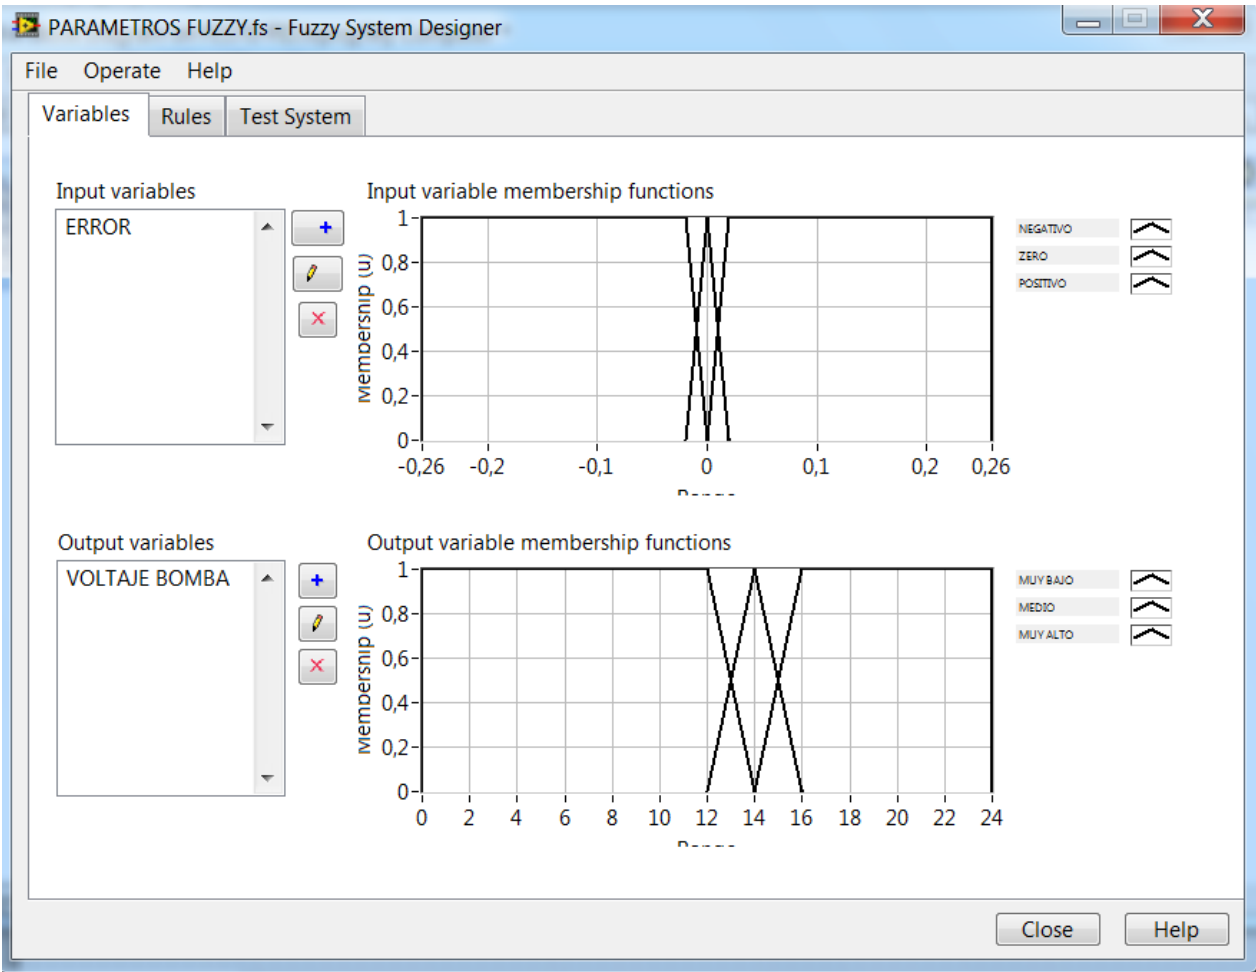 PARAMETROS FUZZY.fs - Fuzzy System Designer
File Operate Help
Variables Rules Test System
Input variables
ERROR
Input variable membership functions
Membership (u)
1
0,8
0,6
0,4
0,2
0
-0,26 -0,2 -0,1 0 0,1 0,2 0,26
Range
NEGATIVO
ZERO
POSITIVO
Output variables
VOLTAJE BOMBA
Output variable membership functions
Membership (u)
1
0,8
0,6
0,4
0,2
0
0 2 4 6 8 10 12 14 16 18 20 22 24
Range
MUY BAJO
MEDIO
MUY ALTO
Close Help